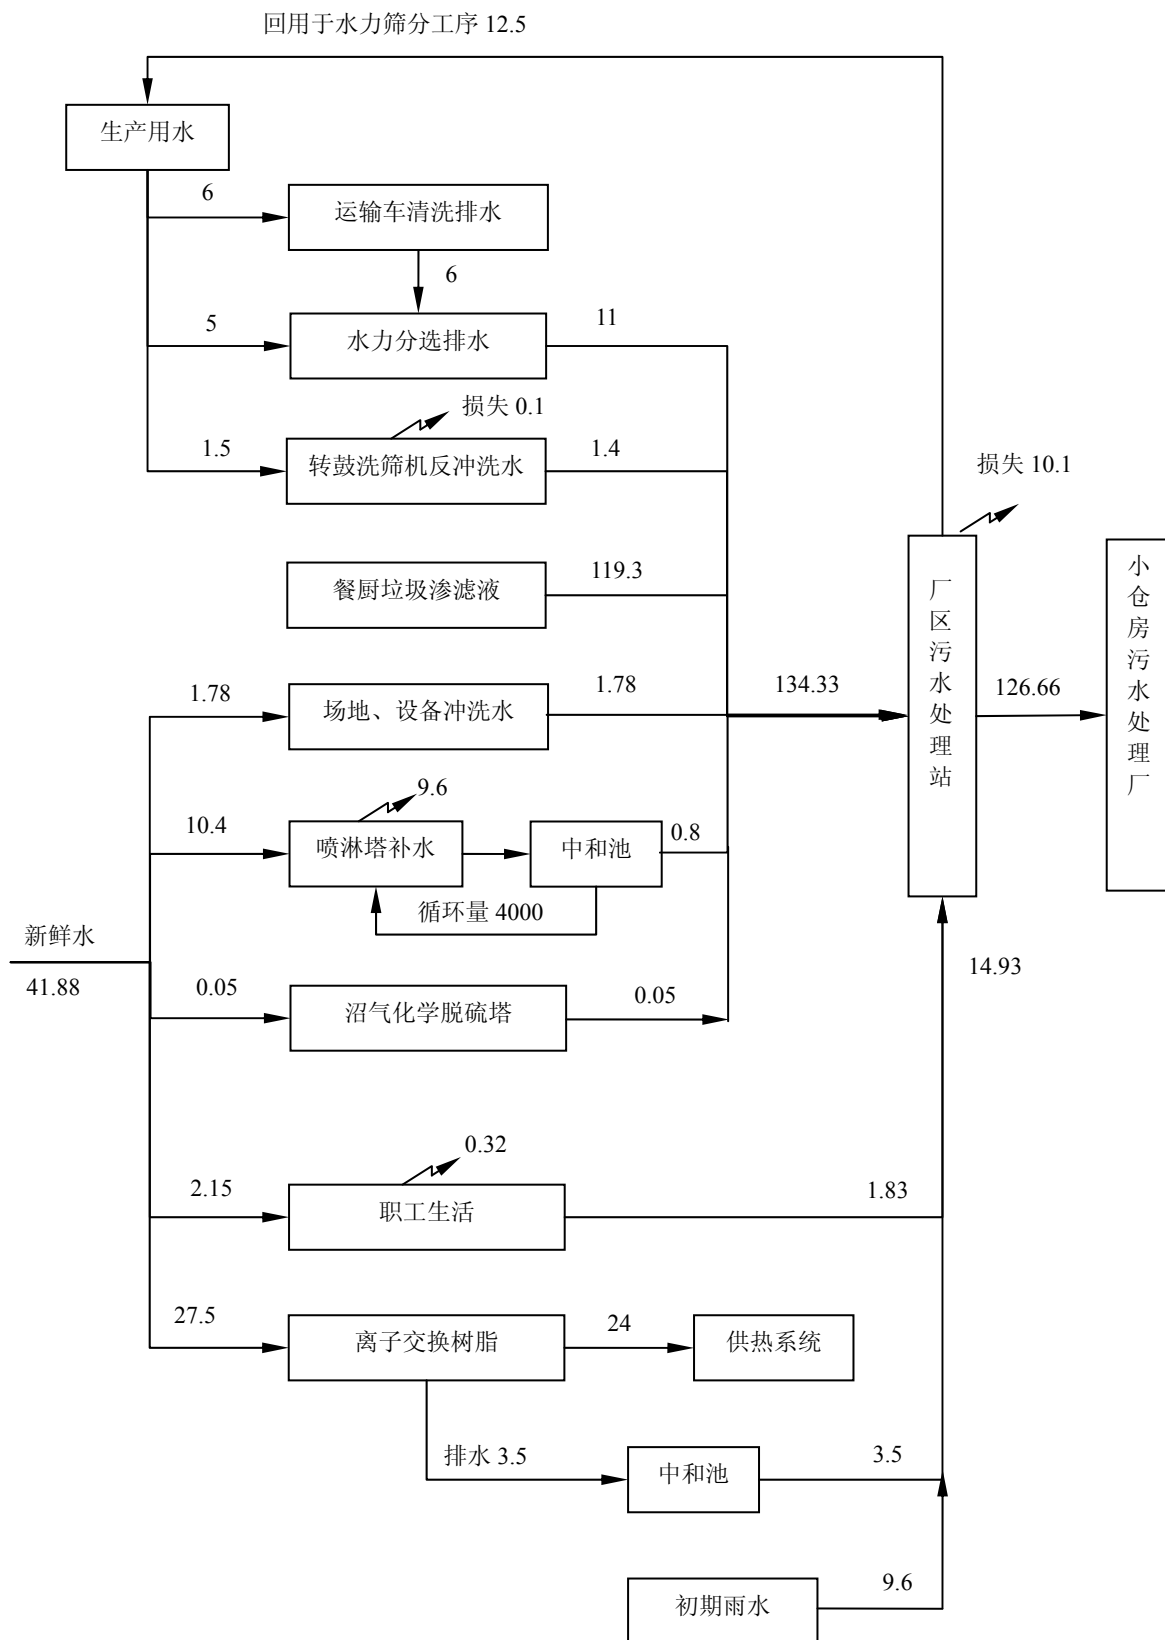 回用于水力筛分工序 12.5
生产用水
6
运输车清洗排水
6
5
水力分选排水
11
损失 0.1
1.5
转鼓洗筛机反冲洗水
1.4
损失 10.1
餐厨垃圾渗滤液
119.3
厂区污水处理站
小仓房污水处理厂
1.78
场地、设备冲洗水
1.78
134.33
126.66
9.6
10.4
喷淋塔补水
中和池
0.8
循环量 4000
新鲜水
41.88
0.05
沼气化学脱硫塔
0.05
14.93
0.32
2.15
职工生活
1.83
27.5
离子交换树脂
24
供热系统
排水 3.5
中和池
3.5
初期雨水
9.6